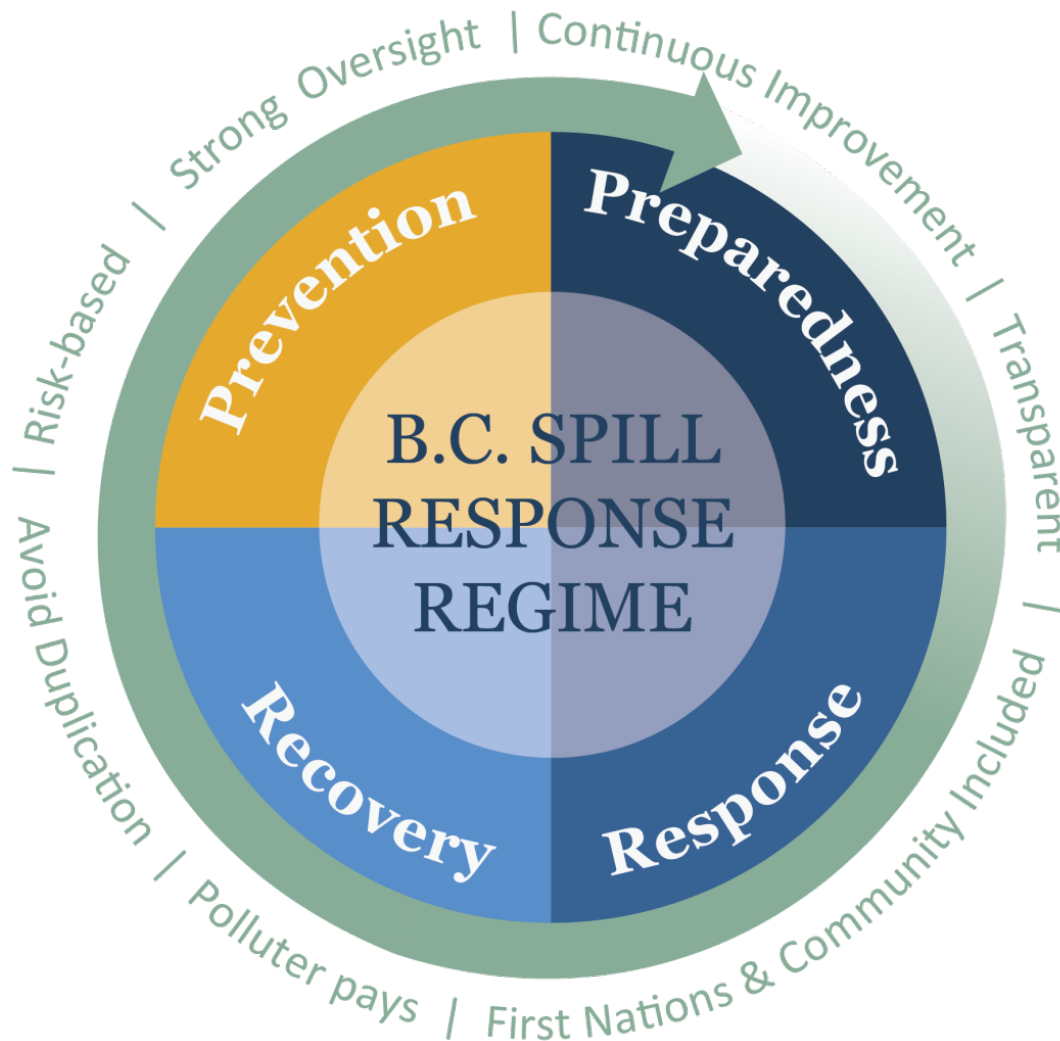 Strong Oversight | Continuous Improvement | Transparent | First Nations & Community Included | Polluter pays | Avoid Duplication | Risk-based |
Prevention
Preparedness
B.C. SPILL
RESPONSE
REGIME
Recovery
Response